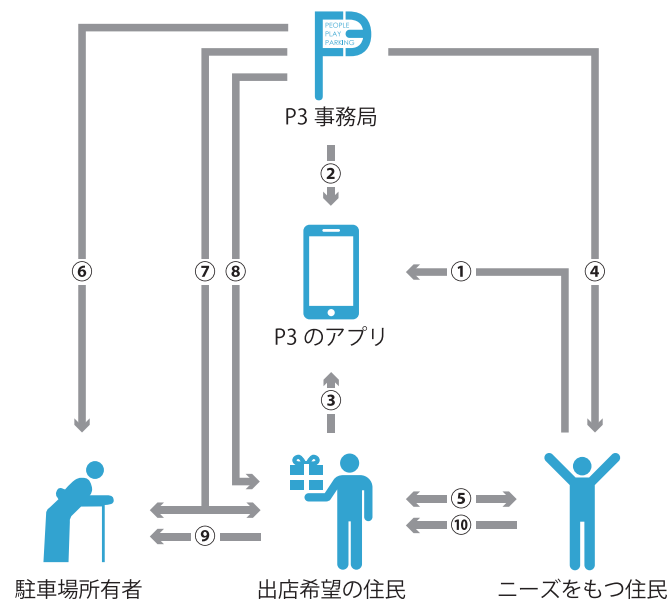 PEOPLE
PLAY
PARKING
P3 事務局
②
⑥ ⑦ ⑧ ① ④
P3 のアプリ
③
⑤
⑩
⑨
駐車場所有者 出店希望の住民 ニーズをもつ住民